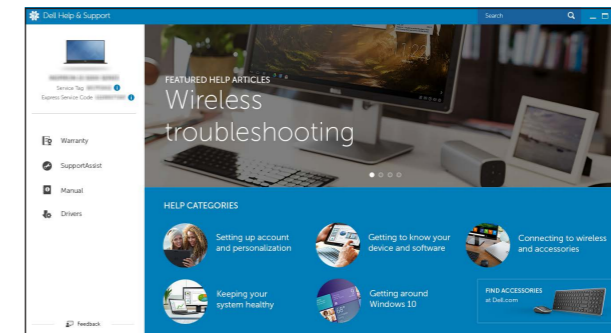 Dell Help & Support
Search
Service Tag:
Express Service Code:
Warranty
SupportAssist
Manual
Drivers
Feedback
FEATURED HELP ARTICLES
Wireless
troubleshooting
HELP CATEGORIES
Setting up account
and personalization
Getting to know your
device and software
Connecting to wireless
and accessories
Keeping your
system healthy
Getting around
Windows 10
FIND ACCESSORIES
at Dell.com